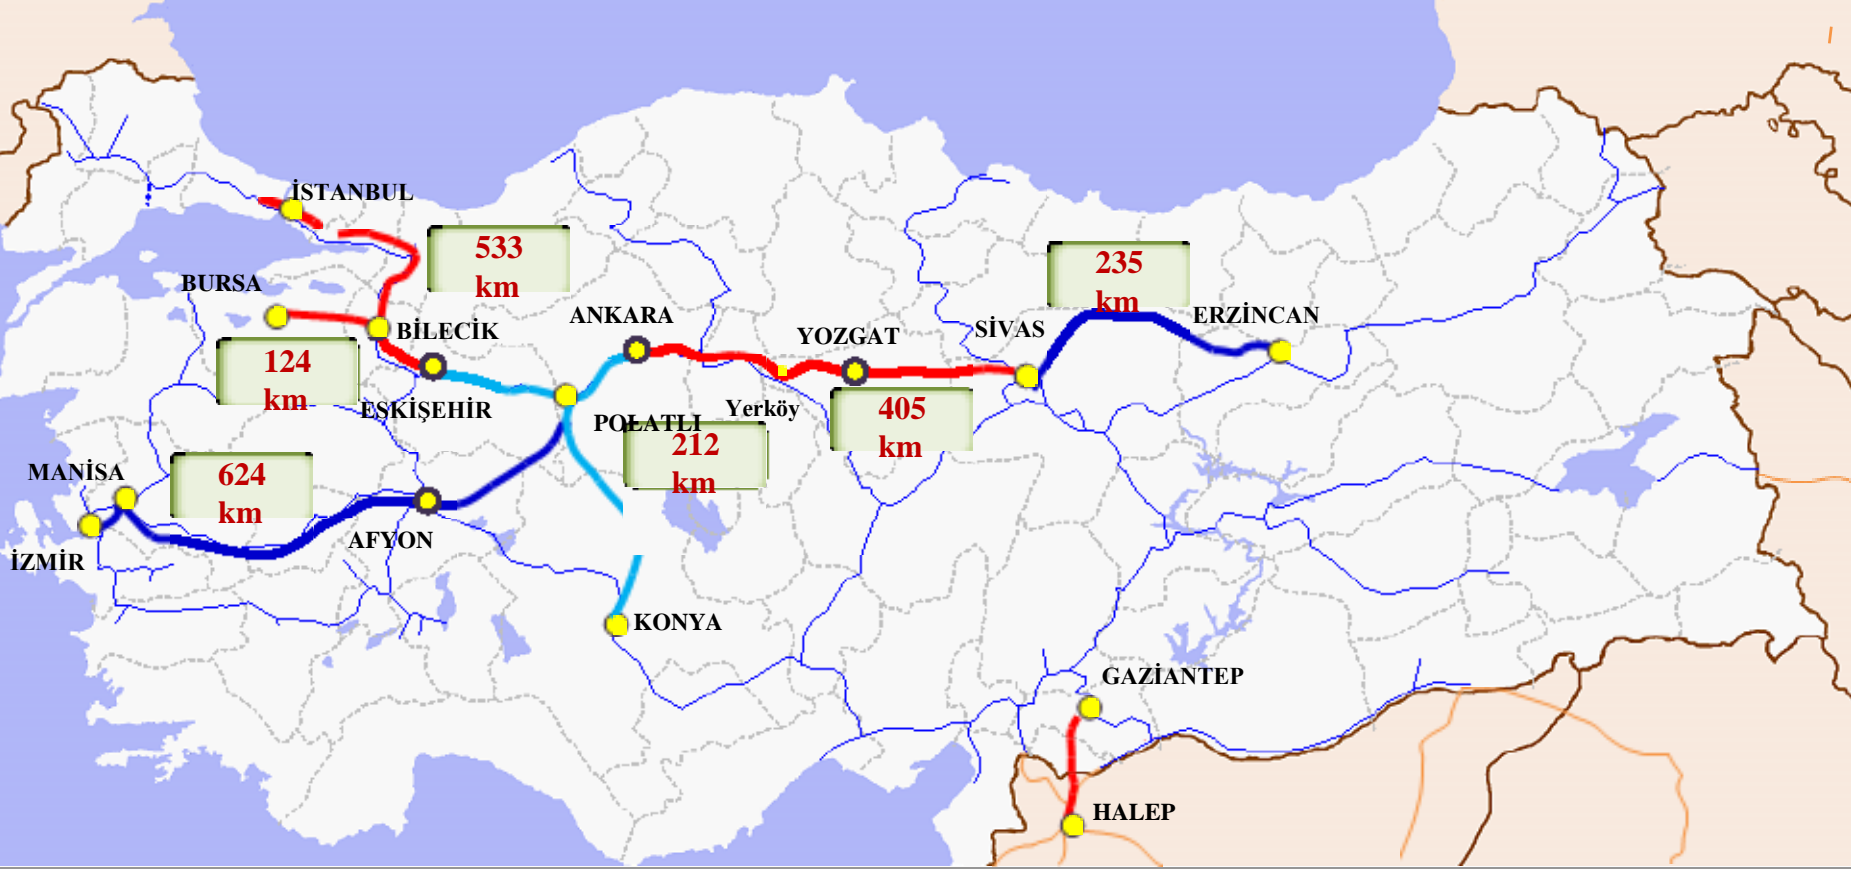 İSTANBUL
533
km
235
km
BURSA
ERZİNCAN
ANKARA
BİLECİK
SİVAS
YOZGAT
124
km
ESKİŞEHİR
Yerköy
405
km
POLATLI
212
km
MANİSA
624
km
AFYON
İZMİR
KONYA
GAZİANTEP
HALEP